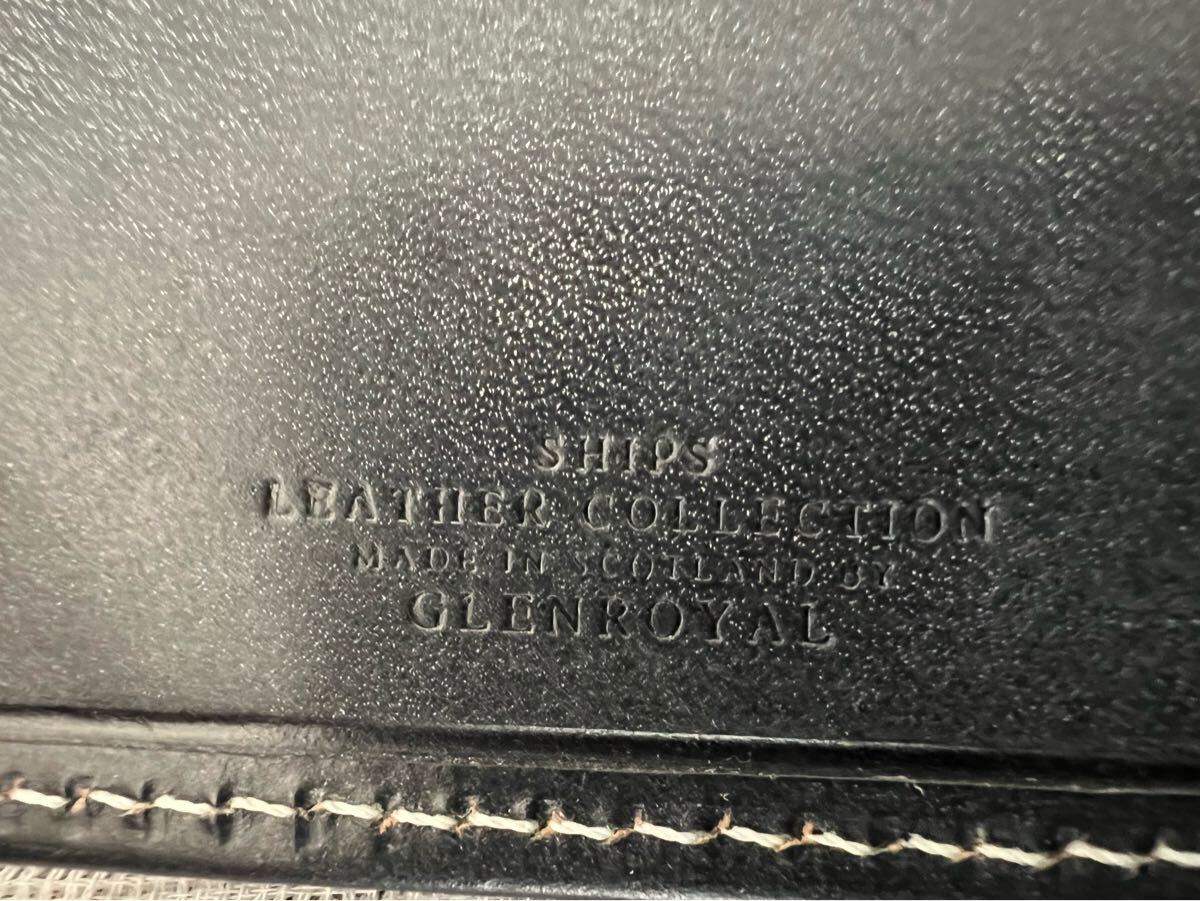 SHIPS
LEATHER COLLECTION
MADE IN SCOTLAND BY
GLENROYAL